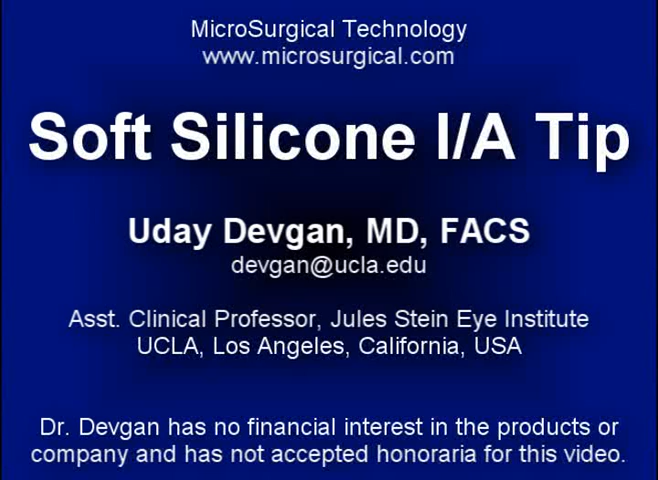 MicroSurgical Technology
www.microsurgical.com
Soft Silicone I/A Tip
Uday Devgan, MD, FACS
devgan@ucla.edu
Asst. Clinical Professor, Jules Stein Eye Institute
UCLA, Los Angeles, California, USA
Dr. Devgan has no financial interest in the products or
company and has not accepted honoraria for this video.